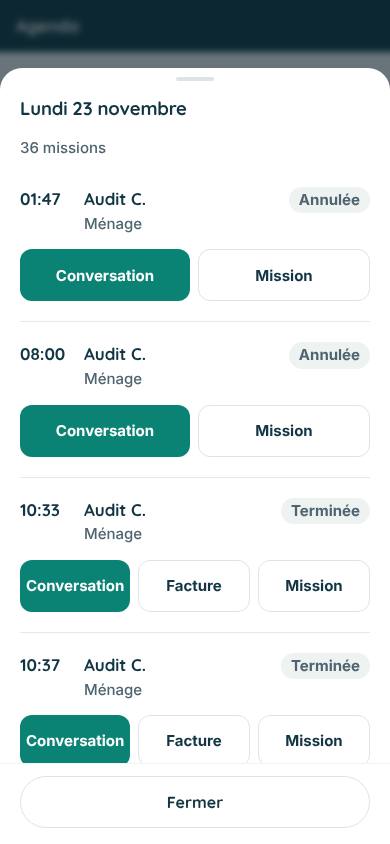 Agenda
Lundi 23 novembre
36 missions
01:47 Audit C. Annulée
Ménage
Conversation Mission
08:00 Audit C. Annulée
Ménage
Conversation Mission
10:33 Audit C. Terminée
Ménage
Conversation Facture Mission
10:37 Audit C. Terminée
Ménage
Conversation Facture Mission
Fermer